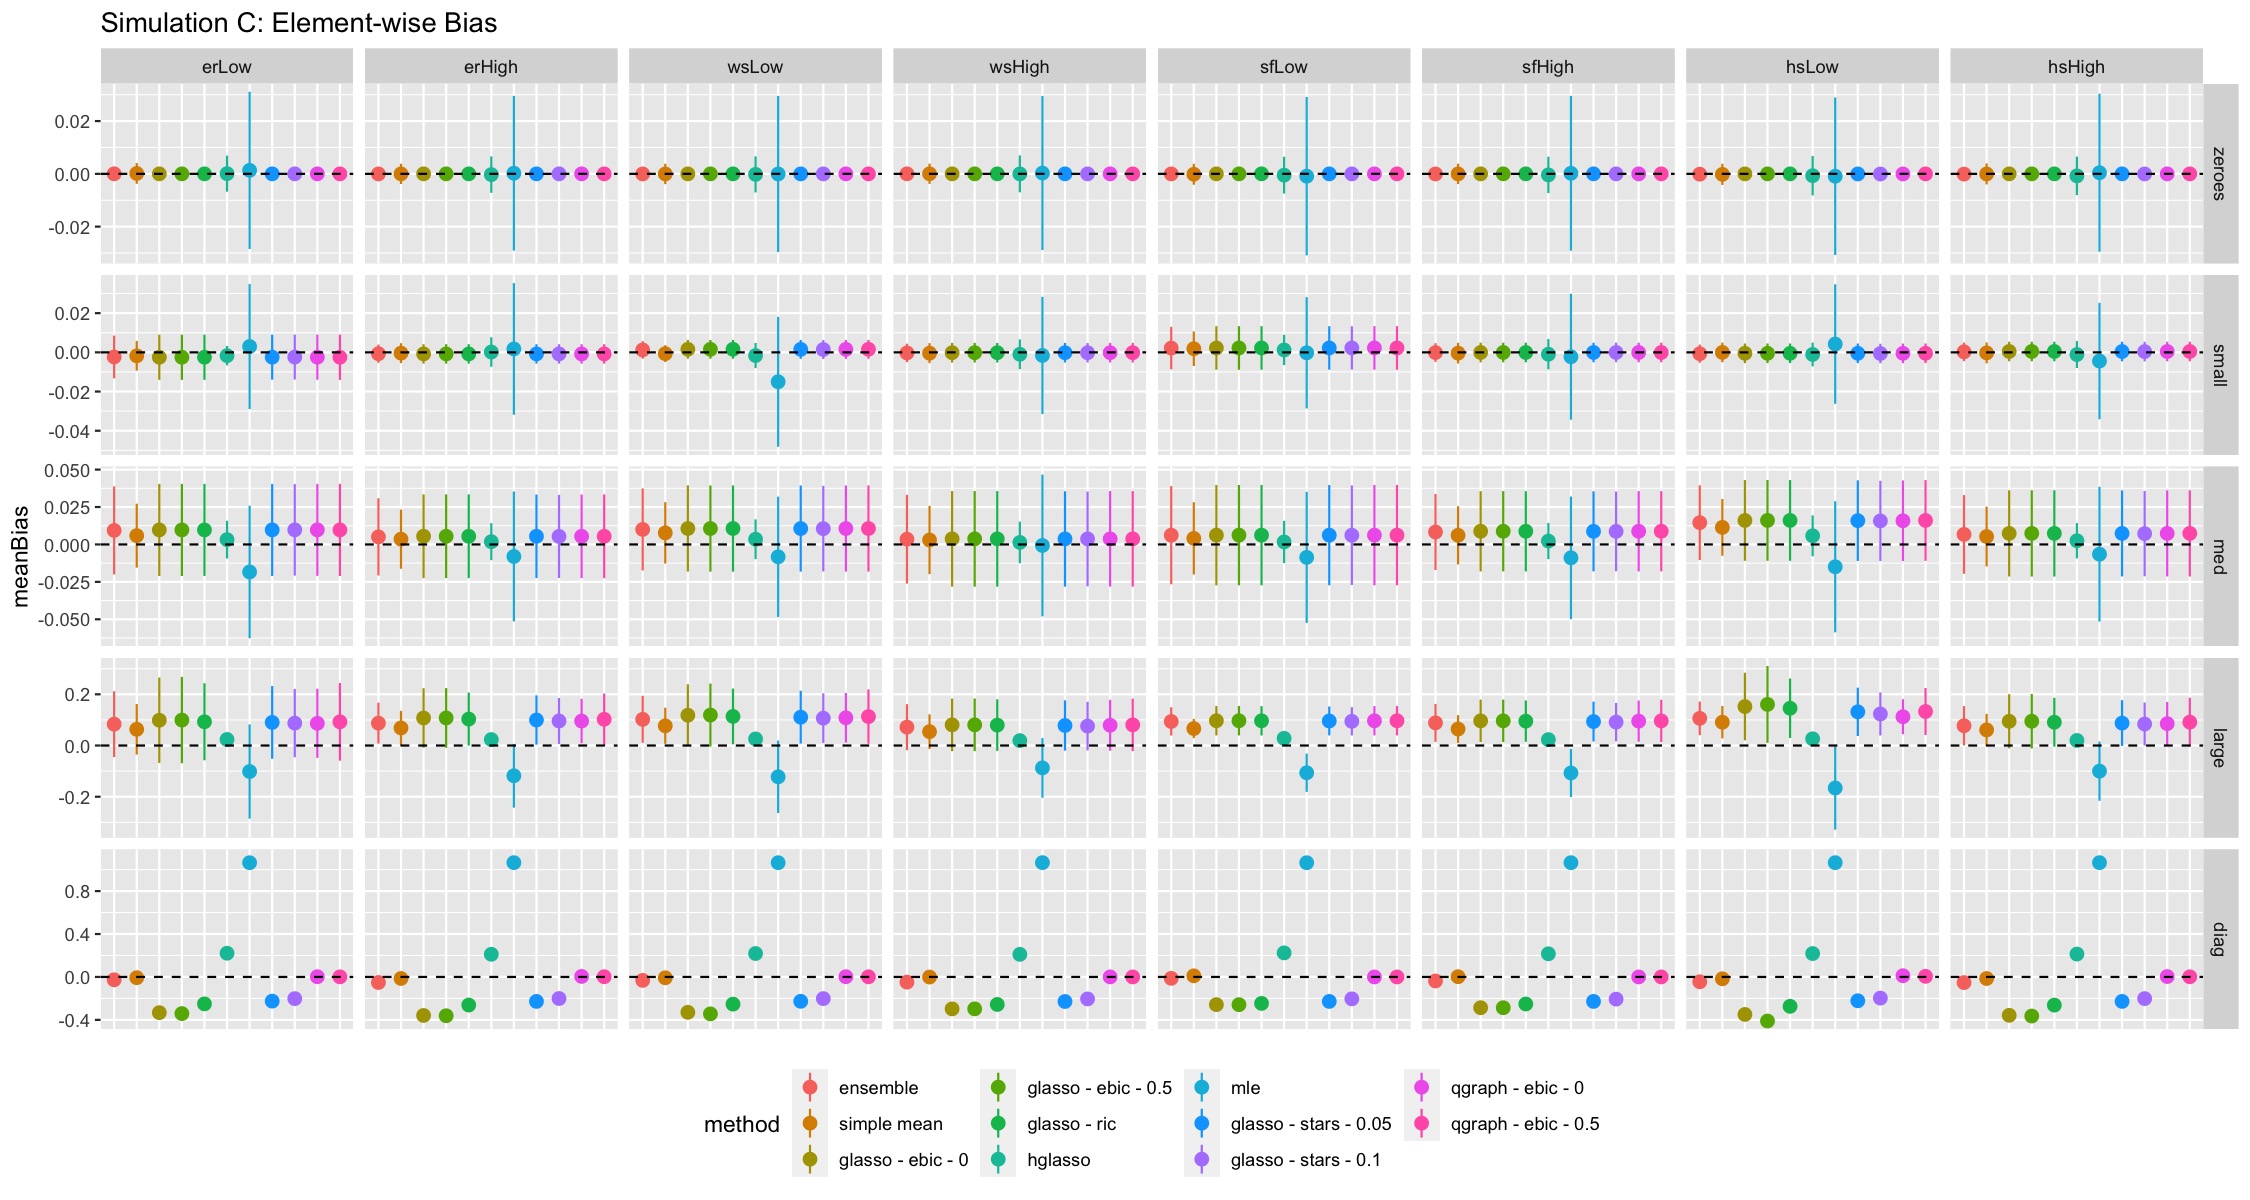 Simulation C: Element-wise Bias
erLow erHigh wsLow wsHigh sfLow sfHigh hsLow hsHigh
0.02
0.00
-0.02
zeroes
0.02
0.00
-0.02
-0.04
small
0.050
0.025
0.000
-0.025
-0.050
med
meanBias
0.2
0.0
-0.2
large
0.8
0.4
0.0
-0.4
diag
method
ensemble
simple mean
glasso - ebic - 0
glasso - ebic - 0.5
glasso - ric
hglasso
mle
glasso - stars - 0.05
glasso - stars - 0.1
qgraph - ebic - 0
qgraph - ebic - 0.5